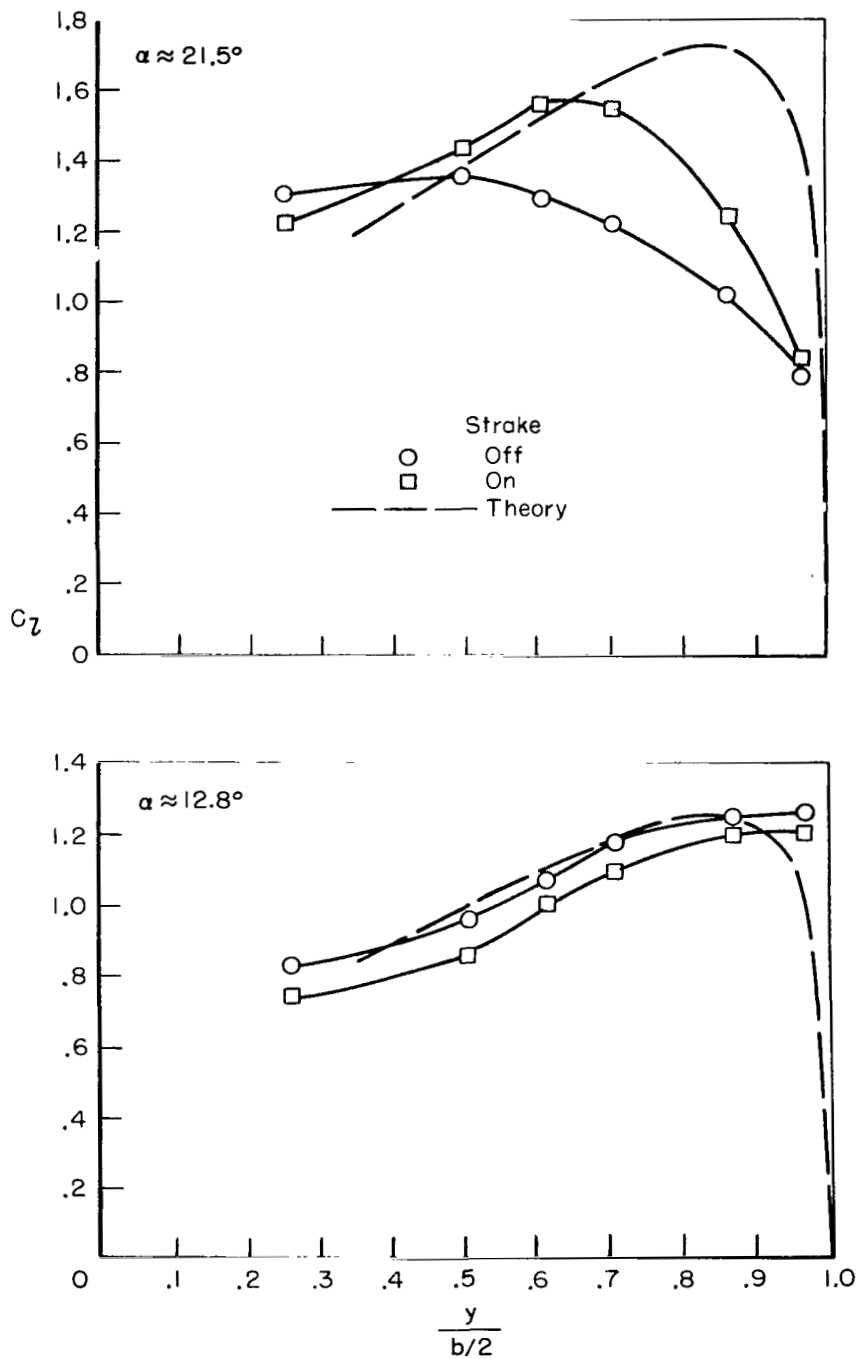 1.8
α ≈ 21.5°
1.6
1.4
1.2
1.0
.8
.6
.4
.2
0
C_l
Strake
Off
On
Theory
1.4
α ≈ 12.8°
1.2
1.0
.8
.6
.4
.2
0 .1 .2 .3 .4 .5 .6 .7 .8 .9 1.0
y
b/2